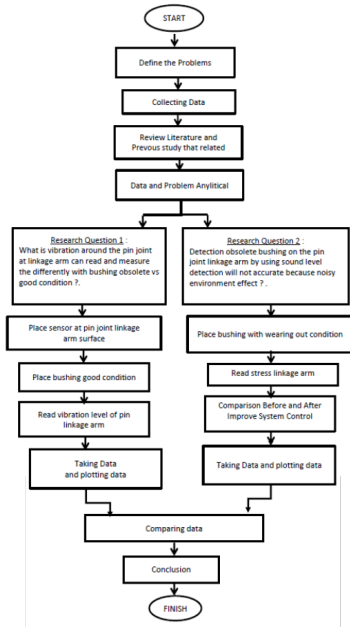 START
Define the Problems
Collecting Data
Review Literature and
Prevous study that related
Data and Problem Anylitical
Research Question 1 :
What is vibration around the pin joint
at linkage arm can read and measure
the differently with bushing obsolete vs
good condition ?.
Place sensor at pin joint linkage
arm surface
Place bushing good condition
Read vibration level of pin
linkage arm
Taking Data
and plotting data
Research Question 2 :
Detection obsolete bushing on the pin
joint linkage arm by using sound level
detection will not accurate because noisy
environment effect ? .
Place bushing with wearing out condition
Read stress linkage arm
Comparison Before and After
Improve System Control
Taking Data and plotting data
Comparing data
Conclusion
FINISH